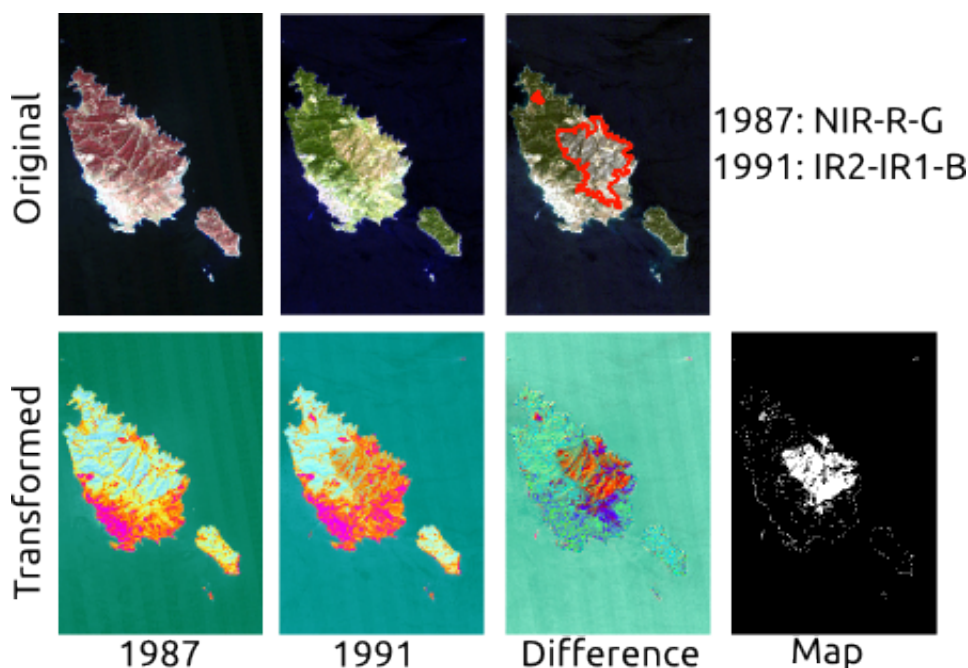 Original
1987: NIR-R-G
1991: IR2-IR1-B
Transformed
1987
1991
Difference
Map